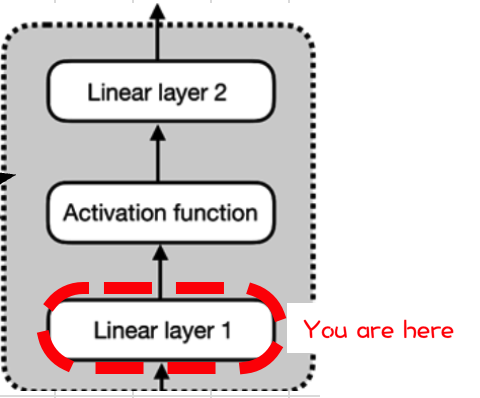 Linear layer 2
Activation function
Linear layer 1
You are here